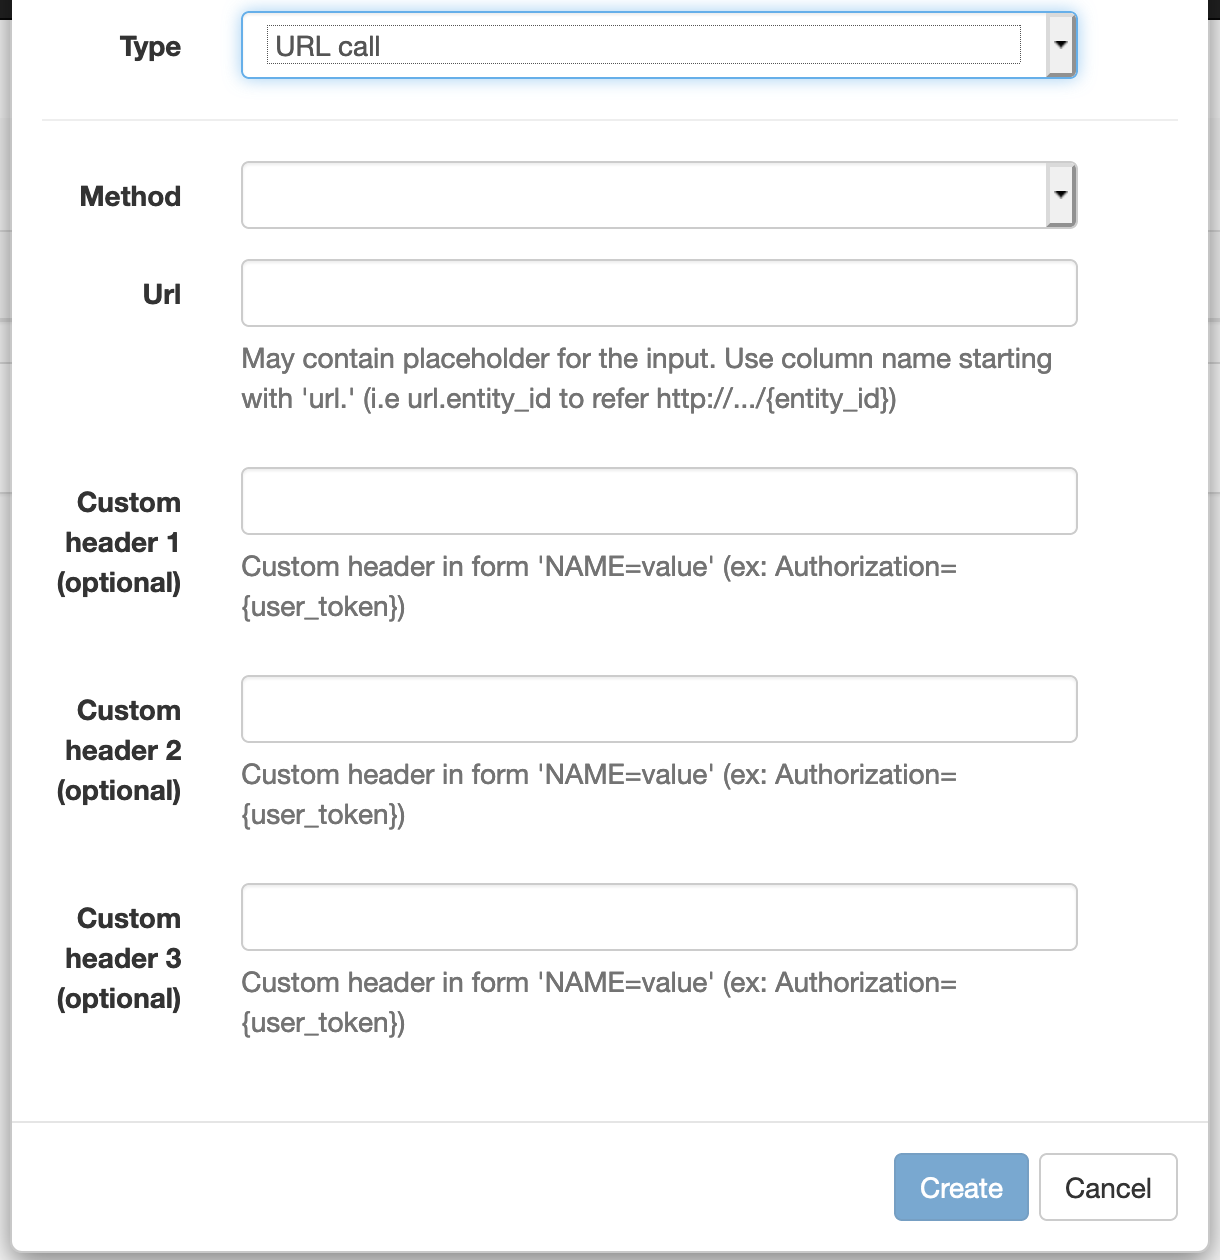 Type
URL call
Method
Url
May contain placeholder for the input. Use column name starting
with 'url.' (i.e url.entity_id to refer http://.../{entity_id})
Custom
header 1
(optional)
Custom header in form 'NAME=value' (ex: Authorization=
{user_token})
Custom
header 2
(optional)
Custom header in form 'NAME=value' (ex: Authorization=
{user_token})
Custom
header 3
(optional)
Custom header in form 'NAME=value' (ex: Authorization=
{user_token})
Create
Cancel